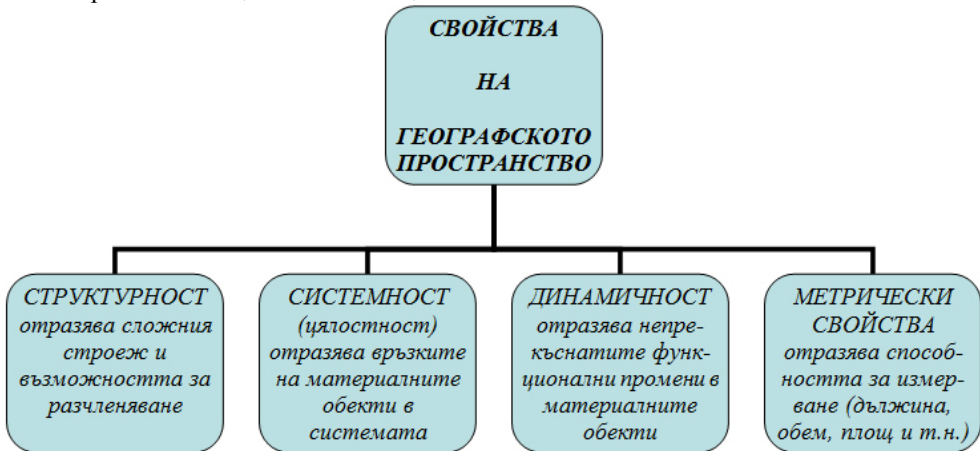 СВОЙСТВА
НА
ГЕОГРАФСКОТО
ПРОСТРАНСТВО
СТРУКТУРНОСТ
отразява сложния
строеж и
възможността за
разчленяване
СИСТЕМНОСТ
(цялостност)
отразява връзките
на материалните
обекти в
системата
ДИНАМИЧНОСТ
отразява непре-
къснатите функ-
ционални промени в
материалните
обекти
МЕТРИЧЕСКИ
СВОЙСТВА
отразява способ-
ността за измер-
ване (дължина,
обем, площ и т.н.)